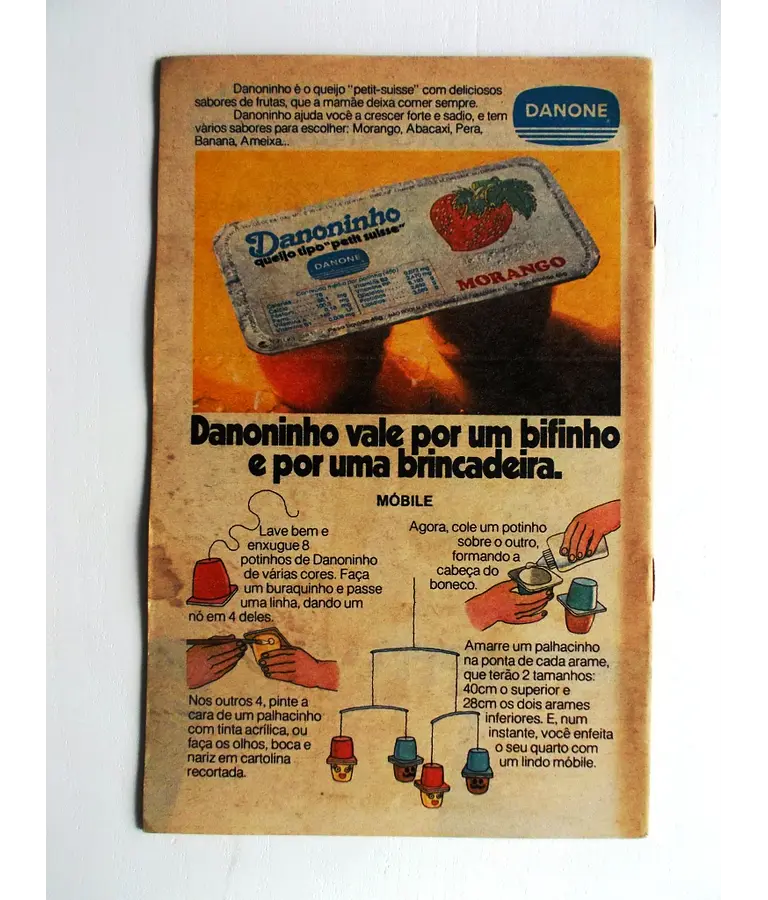 Danoninho é o queijo "petit-suisse" com deliciosos
sabores de frutas, que a mamãe deixa comer sempre.
Danoninho ajuda você a crescer forte e sadio, e tem
vários sabores para escolher: Morango, Abacaxi, Pera,
Banana, Ameixa...
DANONE
Danoninho
queijo tipo "petit suisse"
DANONE
MORANGO
Danoninho vale por um bifinho
e por uma brincadeira.
MÓBILE
Lave bem e
enxugue 8
potinhos de Danoninho
de várias cores. Faça
um buraquinho e passe
uma linha, dando um
nó em 4 deles.
Nos outros 4, pinte a
cara de um palhacinho
com tinta acrílica, ou
faça os olhos, boca e
nariz em cartolina
recortada.
Agora, cole um potinho
sobre o outro,
formando a
cabeça do
boneco.
Amarre um palhacinho
na ponta de cada arame,
que terão 2 tamanhos:
40cm o superior e
28cm os dois arames
inferiores. E, num
instante, você enfeita
o seu quarto com
um lindo móbile.